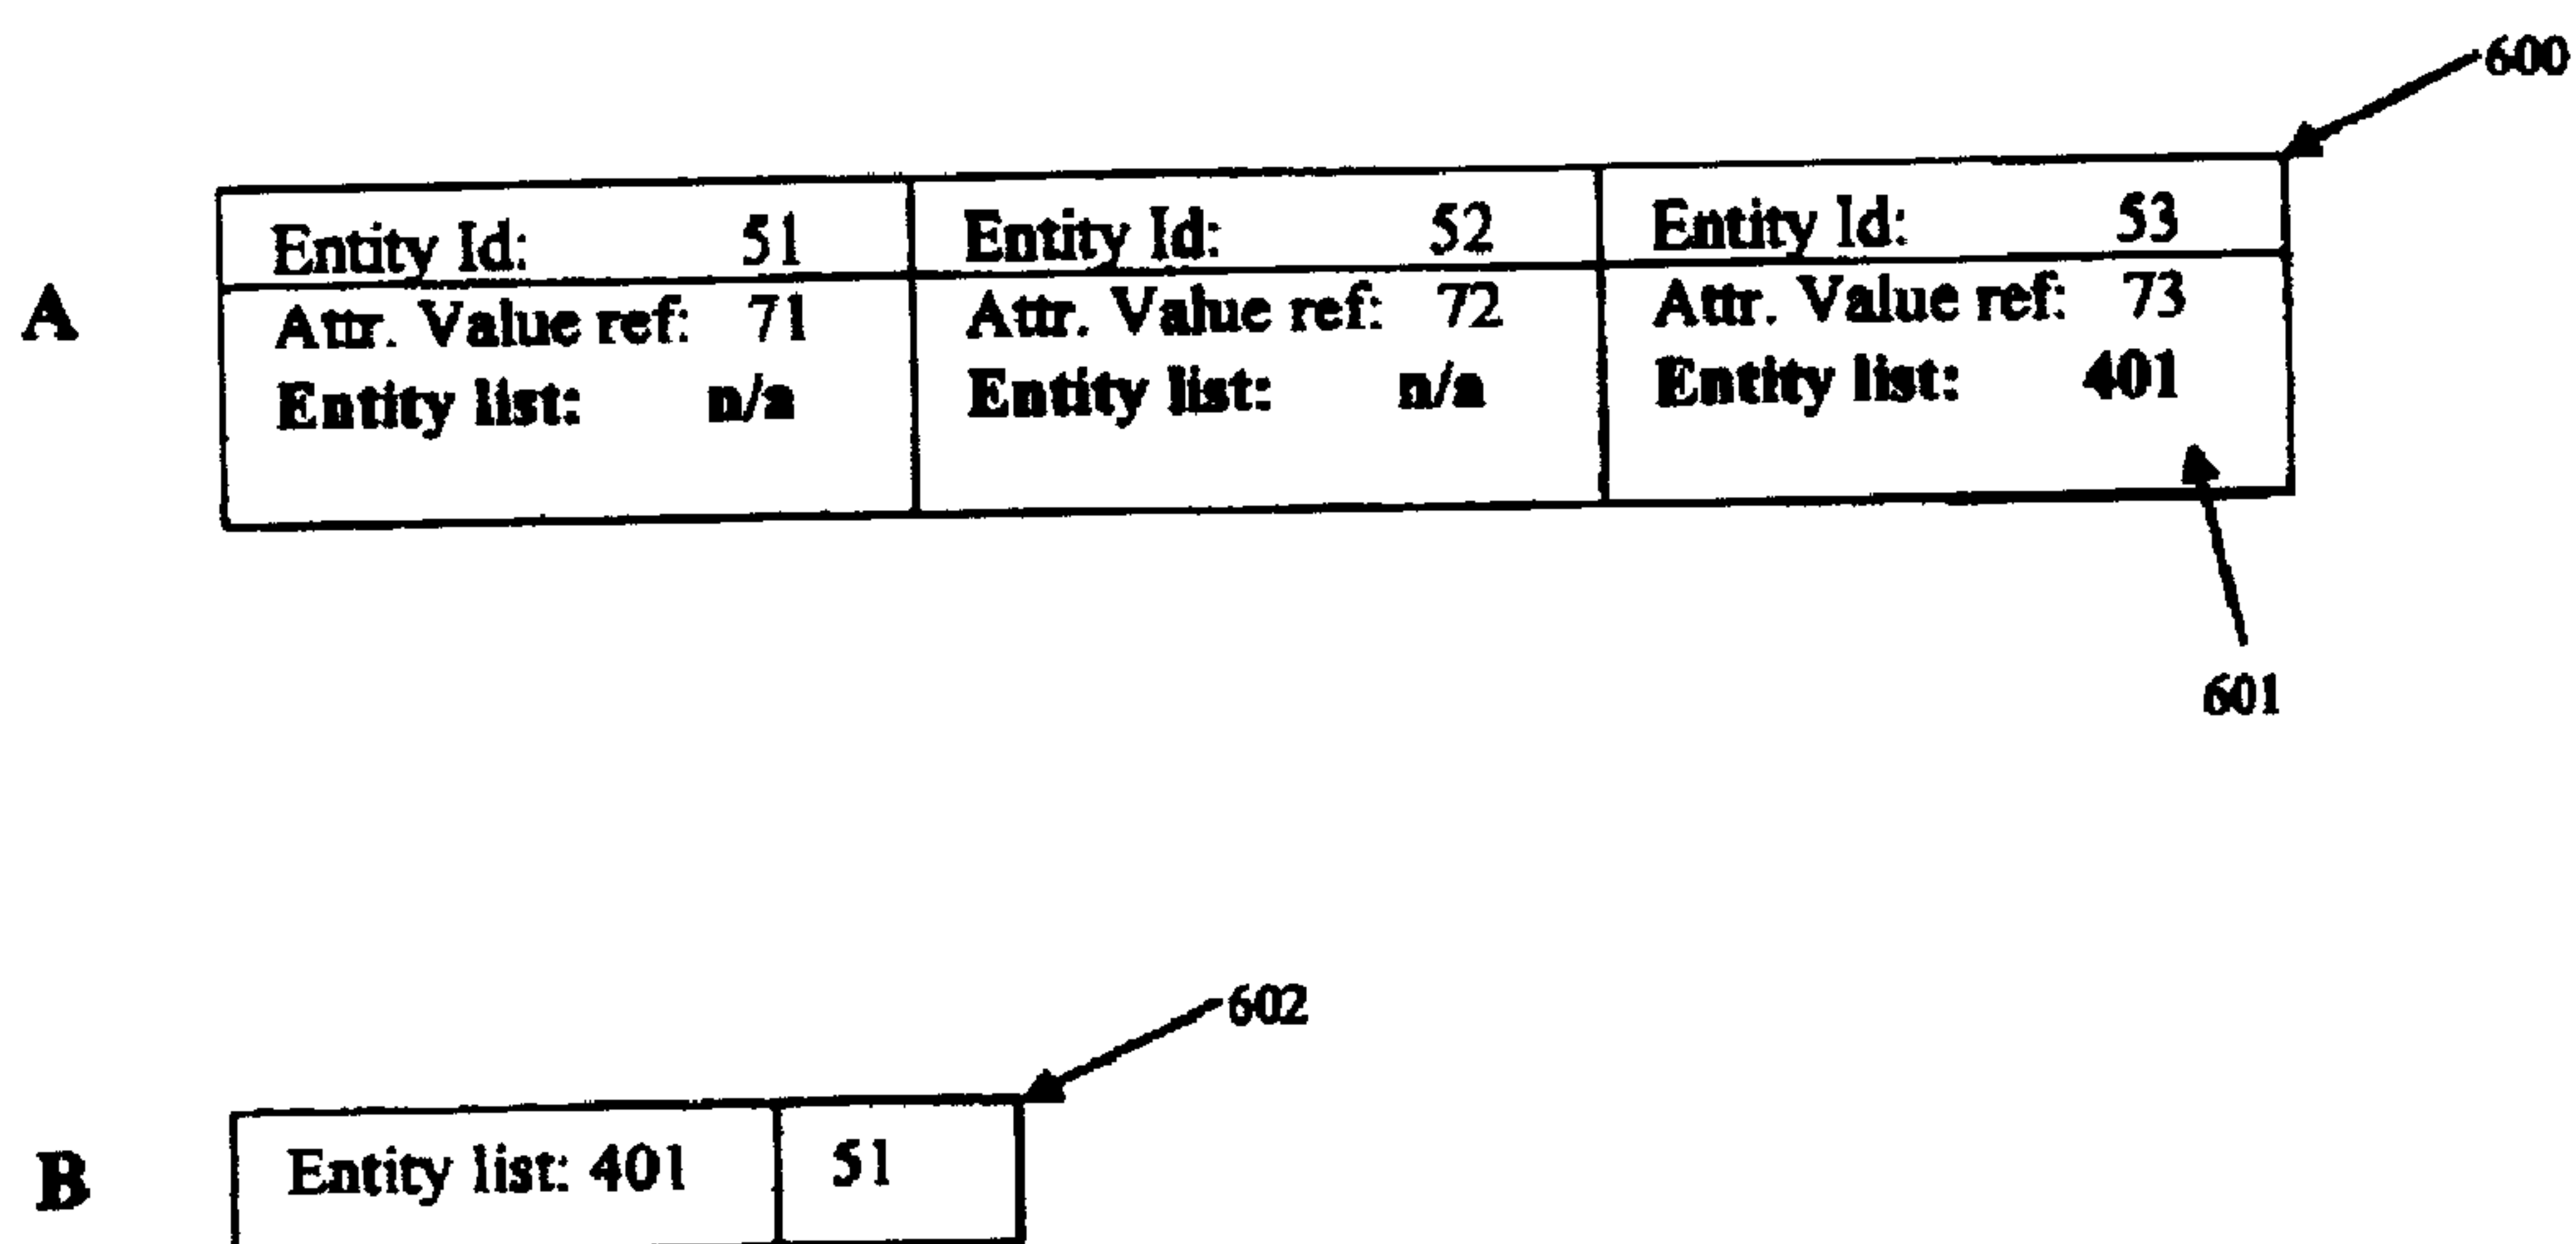 600
Entity Id: 51 Entity Id: 52 Entity Id: 53
A Attr. Value ref: 71 Attr. Value ref: 72 Attr. Value ref: 73
Entity list: n/a Entity list: n/a Entity list: 401
601
602
B Entity list: 401 51